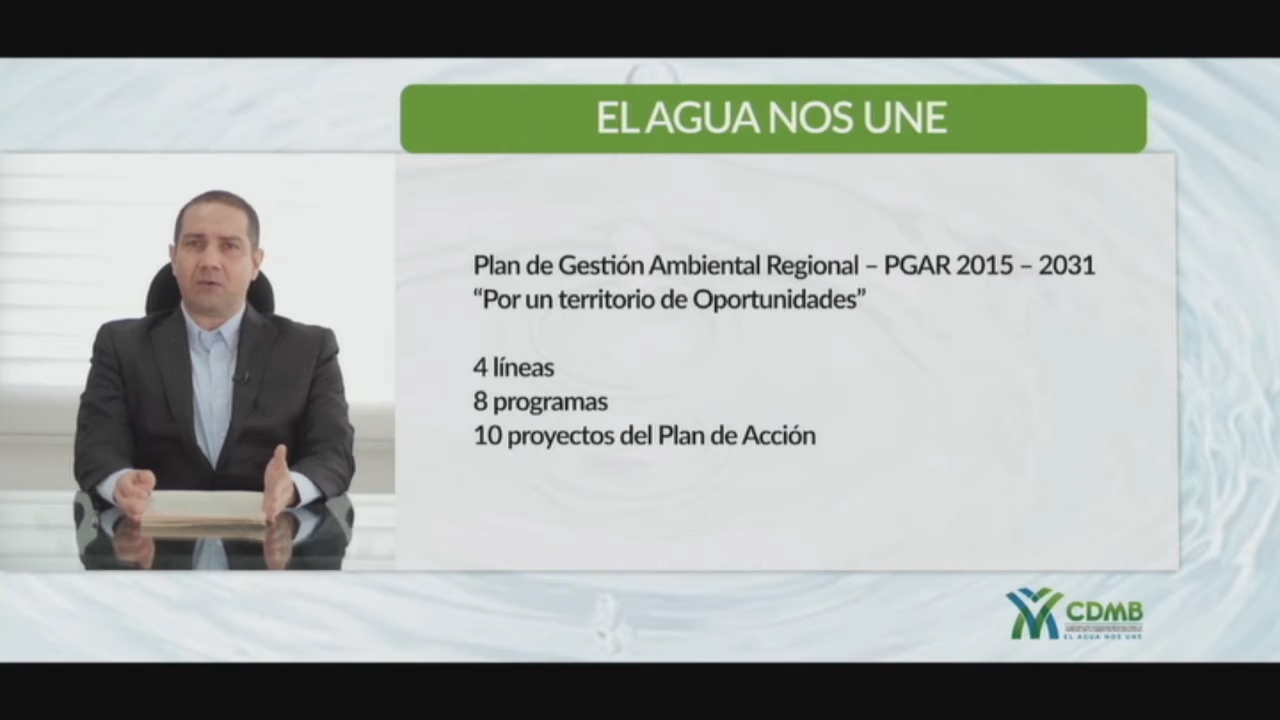 EL AGUA NOS UNE
Plan de Gestión Ambiental Regional – PGAR 2015 – 2031
“Por un territorio de Oportunidades”
4 líneas
8 programas
10 proyectos del Plan de Acción
CDMB
EL AGUA NOS UNE